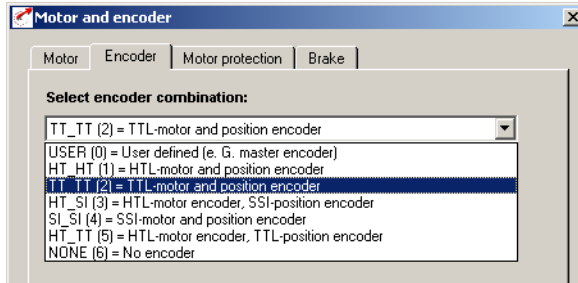 Motor and encoder
Motor Encoder Motor protection Brake
Select encoder combination:
TT_TT (2) = TTL-motor and position encoder
USER (0) = User defined (e. G. master encoder)
HT_HT (1) = HTL-motor and position encoder
TT_TT (2) = TTL-motor and position encoder
HT_SI (3) = HTL-motor encoder, SSI-position encoder
SI_SI (4) = SSI-motor and position encoder
HT_TT (5) = HTL-motor encoder, TTL-position encoder
NONE (6) = No encoder